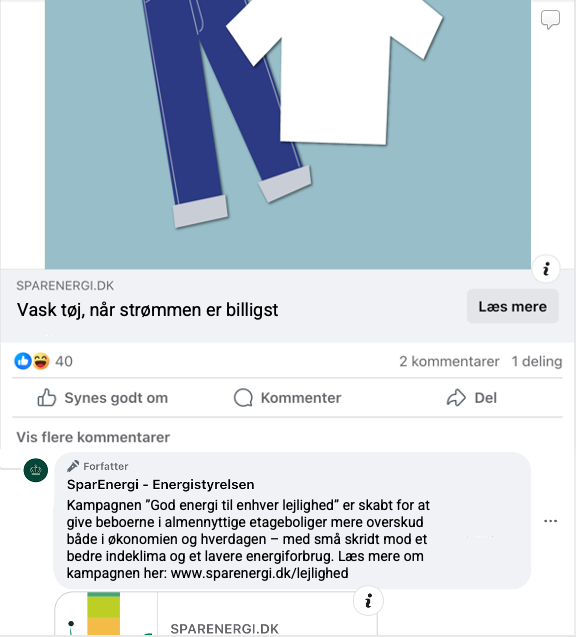 SPARENERGI.DK
Vask tøj, når strømmen er billigst
Læs mere
40
2 kommentarer 1 deling
Synes godt om
Kommenter
Del
Vis flere kommentarer
Forfatter
SparEnergi - Energistyrelsen
Kampagnen ”God energi til enhver lejlighed” er skabt for at
give beboerne i almennyttige etageboliger mere overskud
både i økonomien og hverdagen – med små skridt mod et
bedre indeklima og et lavere energiforbrug. Læs mere om
kampagnen her: www.sparenergi.dk/lejlighed
SPARENERGI.DK